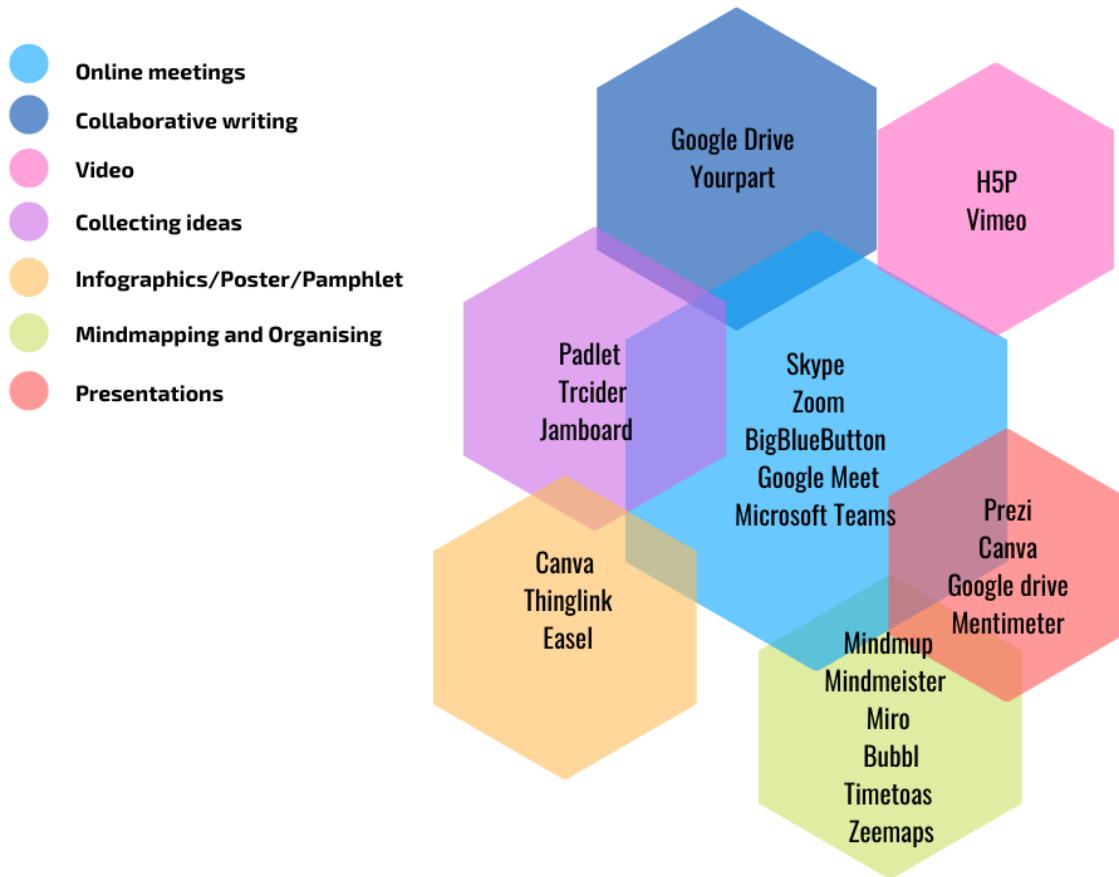 Online meetings
Collaborative writing
Video
Collecting ideas
Infographics/Poster/Pamphlet
Mindmapping and Organising
Presentations
Google Drive
Yourpart
H5P
Vimeo
Padlet
Trcider
Jamboard
Skype
Zoom
BigBlueButton
Google Meet
Microsoft Teams
Canva
Thinglink
Easel
Prezi
Canva
Google drive
Mentimeter
Mindmup
Mindmeister
Miro
Bubbl
Timetoas
Zeemaps